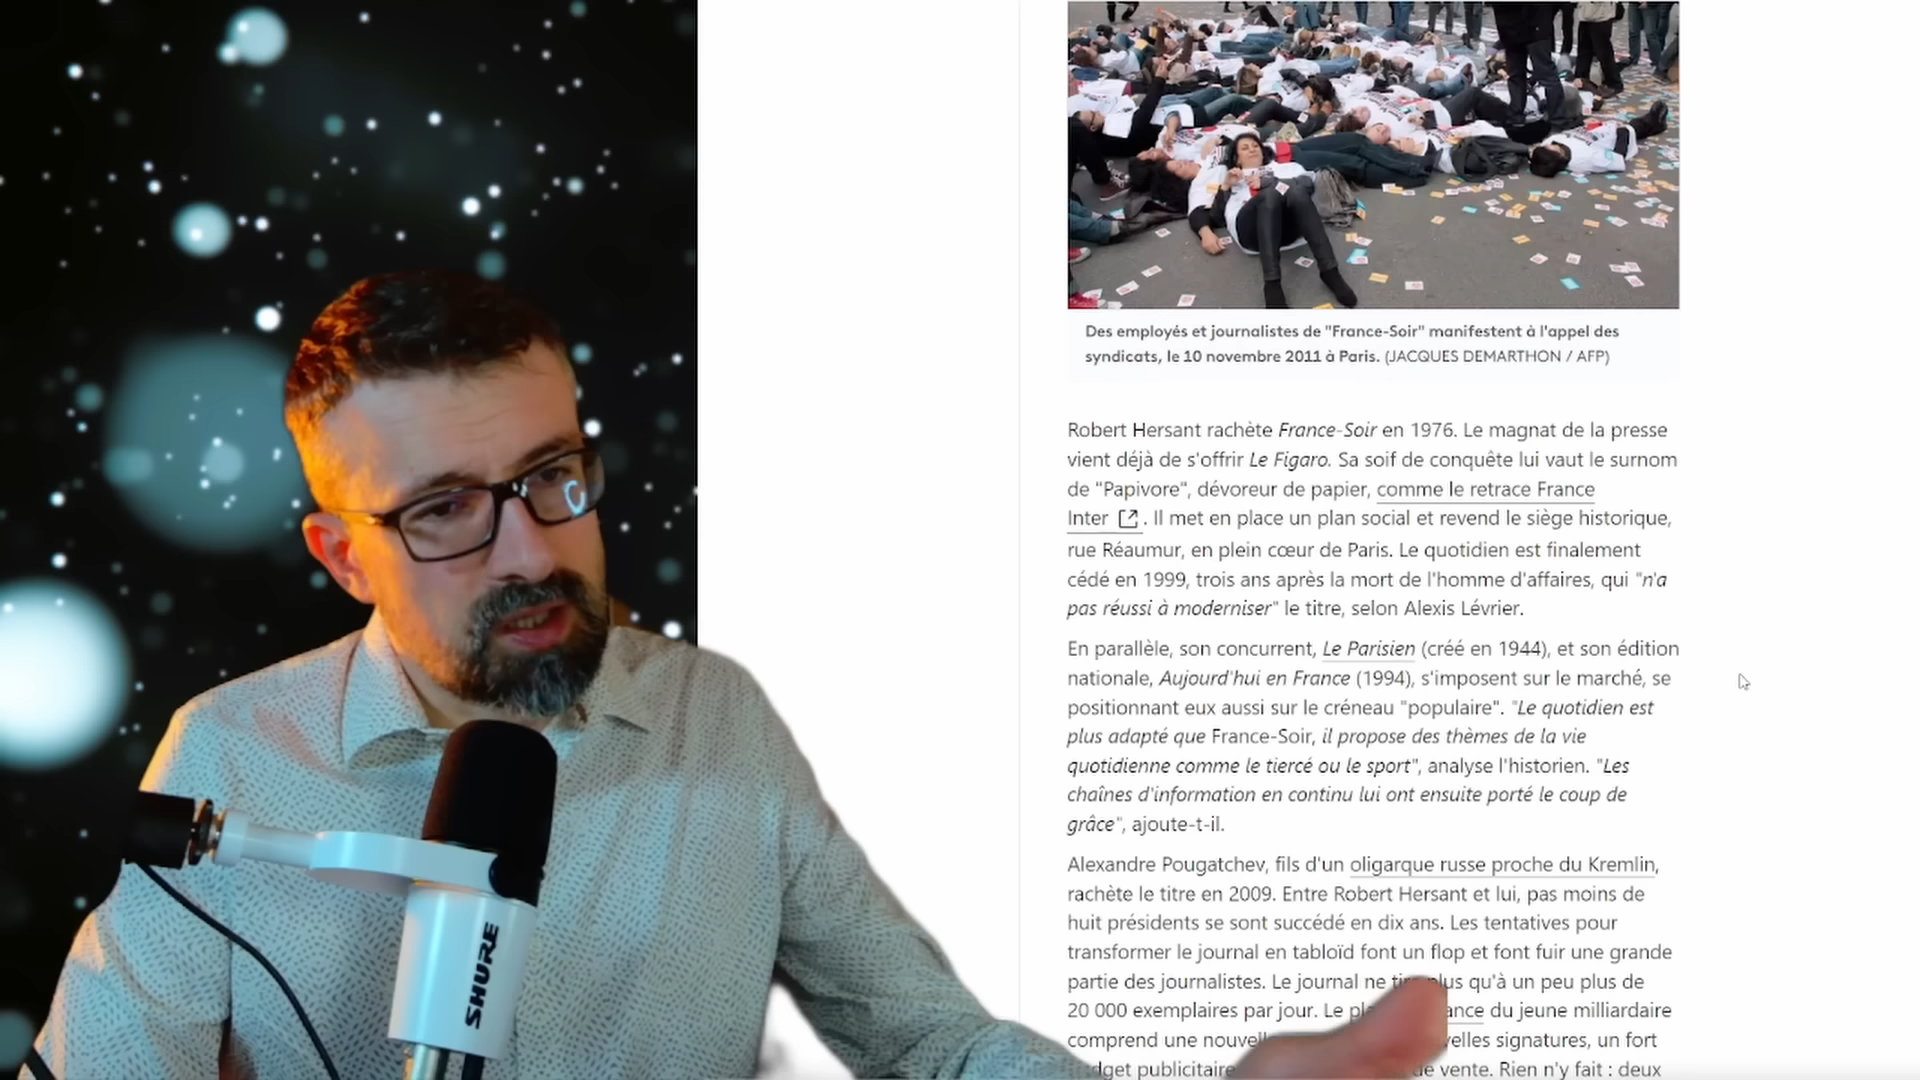 Des employés et journalistes de "France-Soir" manifestent à l'appel des
syndicats, le 10 novembre 2011 à Paris. (JACQUES DEMARTHON / AFP)
Robert Hersant rachète France-Soir en 1976. Le magnat de la presse
vient déjà de s'offrir Le Figaro. Sa soif de conquête lui vaut le surnom
de "Papivore", dévoreur de papier, comme le retrace France
Inter . Il met en place un plan social et revend le siège historique,
rue Réaumur, en plein cœur de Paris. Le quotidien est finalement
cédé en 1999, trois ans après la mort de l'homme d'affaires, qui "n'a
pas réussi à moderniser" le titre, selon Alexis Lévrier.
En parallèle, son concurrent, Le Parisien (créé en 1944), et son édition
nationale, Aujourd'hui en France (1994), s'imposent sur le marché, se
positionnant eux aussi sur le créneau "populaire". "Le quotidien est
plus adapté que France-Soir, il propose des thèmes de la vie
quotidienne comme le tiercé ou le sport", analyse l'historien. "Les
chaînes d'information en continu lui ont ensuite porté le coup de
grâce", ajoute-t-il.
Alexandre Pougatchev, fils d'un oligarque russe proche du Kremlin,
rachète le titre en 2009. Entre Robert Hersant et lui, pas moins de
huit présidents se sont succédé en dix ans. Les tentatives pour
transformer le journal en tabloïd font un flop et font fuir une grande
partie des journalistes. Le journal ne plus qu'à un peu plus de
20 000 exemplaires par jour. Le du jeune milliardaire
comprend une signatures, un fort
publicitaire de vente. Rien n'y fait : deux
SHURE